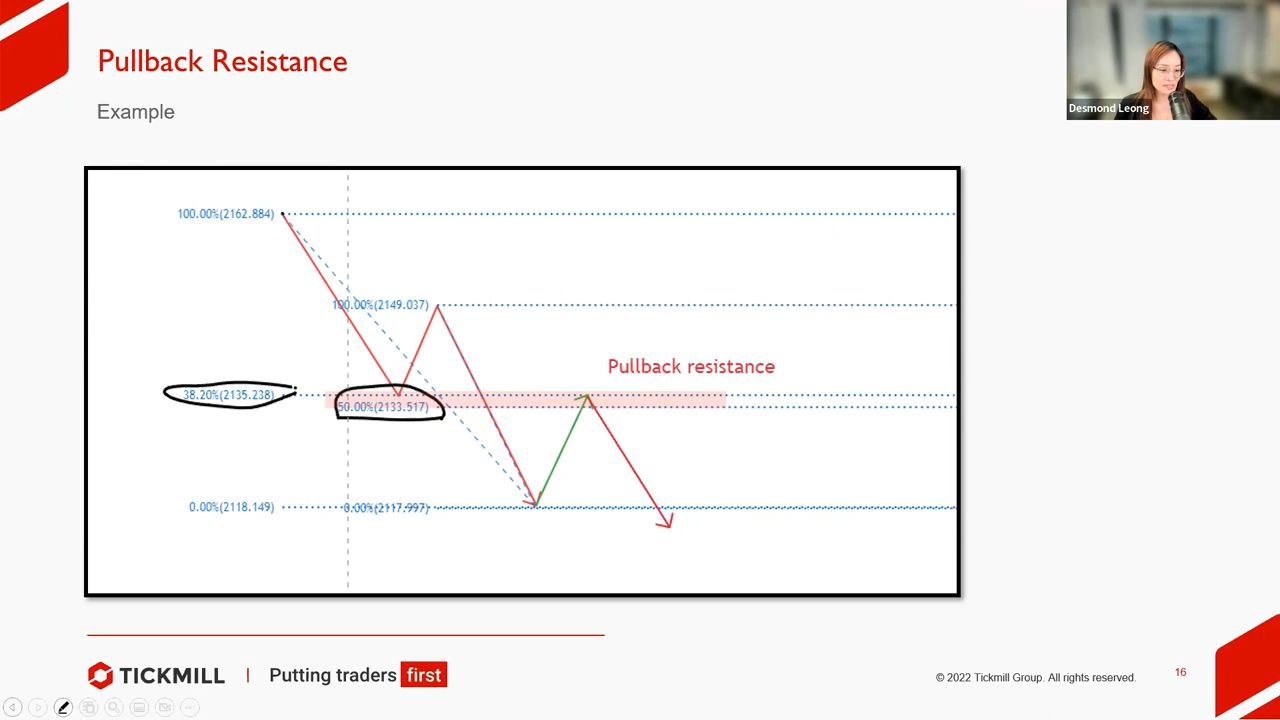 Pullback Resistance
Example
Desmond Leong
100.00%(2162.884)
100.00%(2149.037)
Pullback resistance
38.20%(2135.238)
50.00%(2133.517)
0.00%(2118.149)
0.00%(2117.997)
TICKMILL | Putting traders first
© 2022 Tickmill Group. All rights reserved.
16